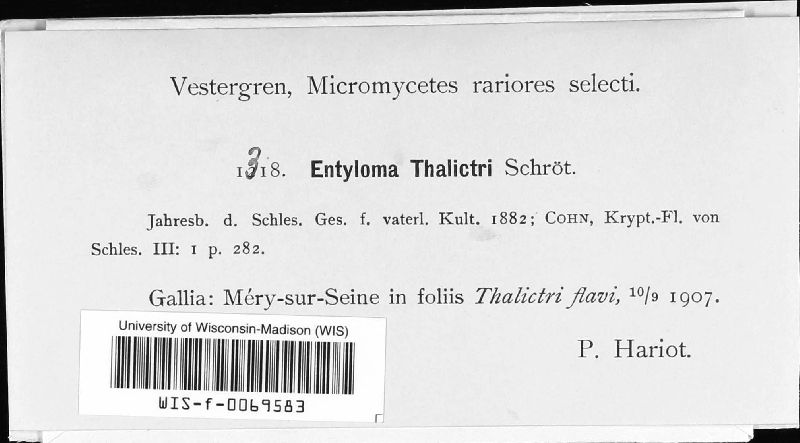 Vestergren, Micromycetes rariores selecti.
1318. Entyloma Thalictri Schröt.
Jahresb. d. Schles. Ges. f. vaterl. Kult. 1882; COHN, Krypt.-Fl. von
Schles. III: 1 p. 282.
Gallia: Méry-sur-Seine in foliis Thalictri flavi, 10/9 1907.
P. Hariot.
University of Wisconsin-Madison (WIS)
WIS-f-0069583